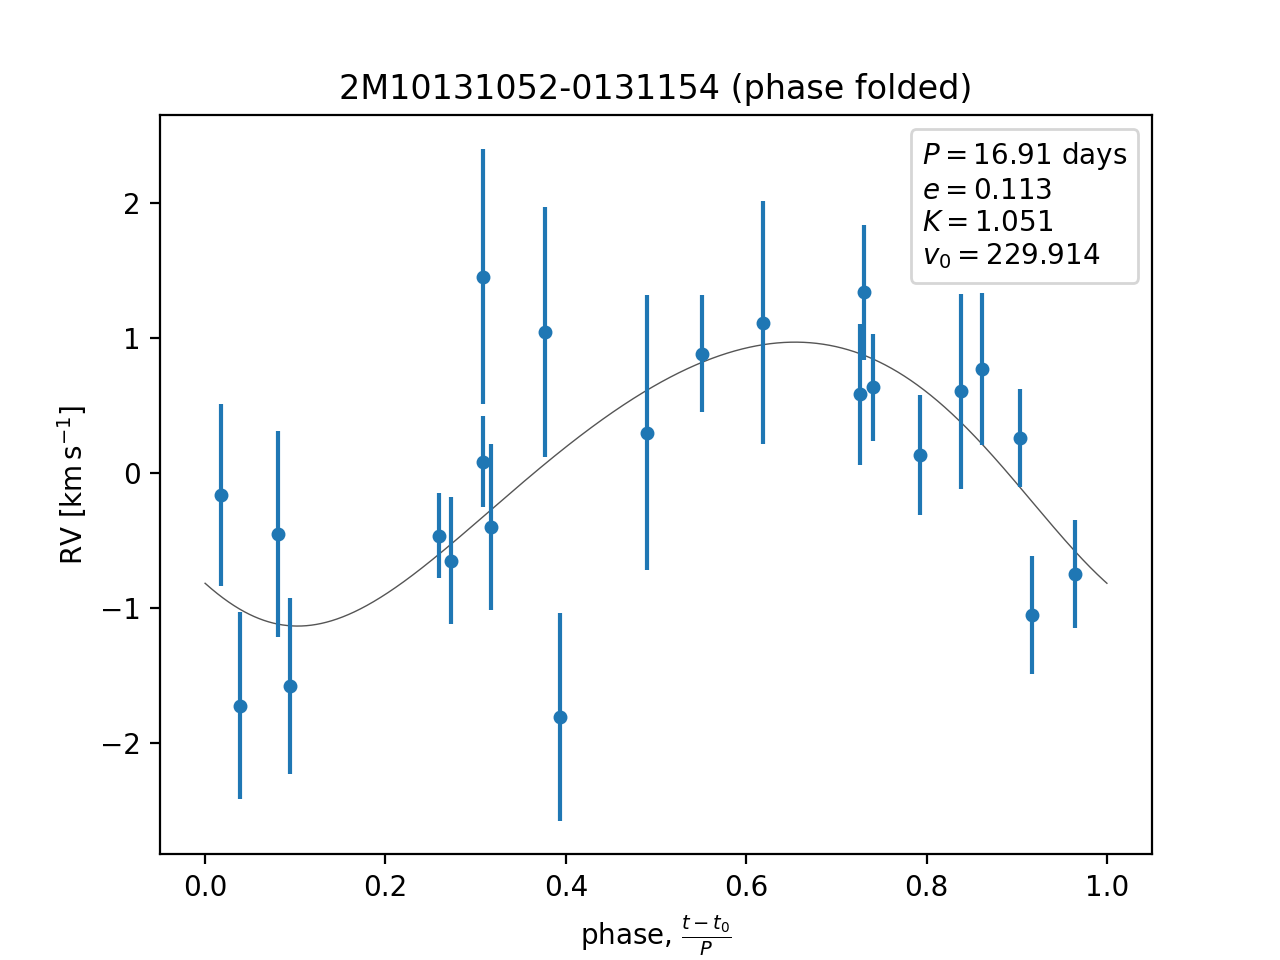 2M10131052-0131154 (phase folded)
P = 16.91 days
e = 0.113
K = 1.051
v₀ = 229.914
RV [km s⁻¹]
2
1
0
−1
−2
0.0 0.2 0.4 0.6 0.8 1.0
phase, (t − t₀)/P